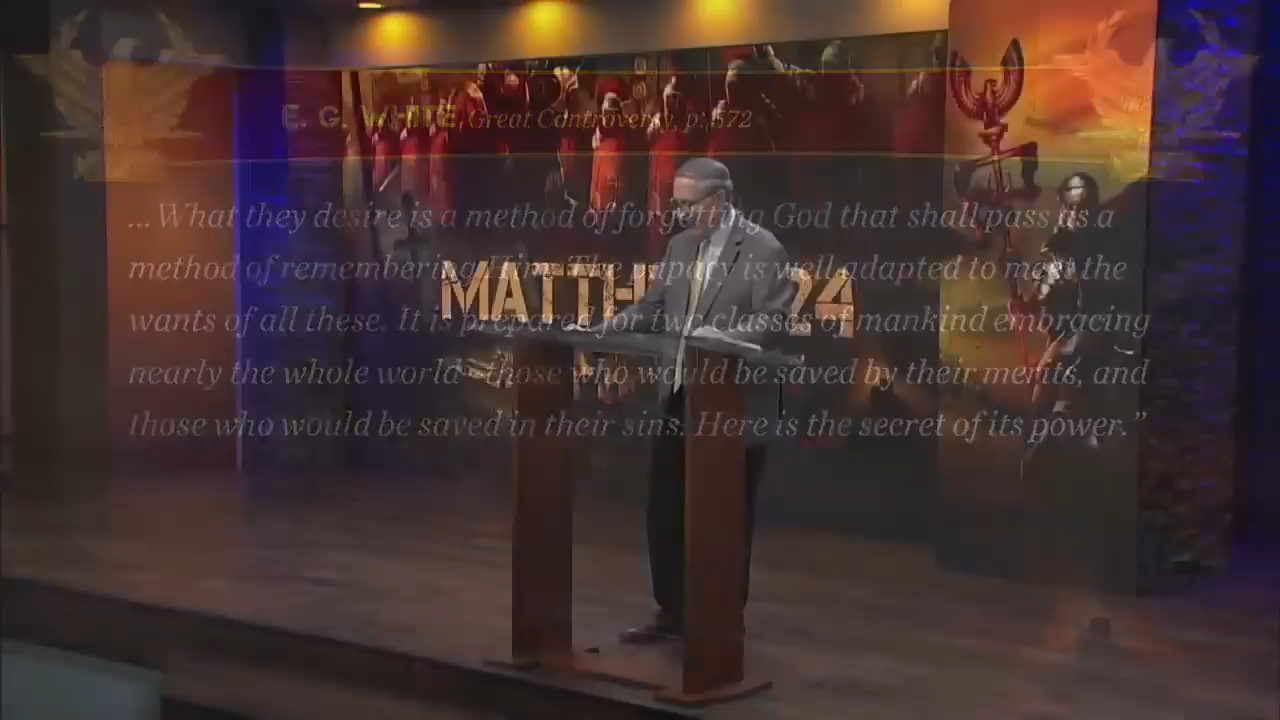 E. G. WHITE, Great Controversy, p. 572
...What they desire is a method of forgetting God that shall pass as a
method of remembering Him. The papacy is well adapted to meet the
wants of all these. It is prepared for two classes of mankind embracing
nearly the whole world--those who would be saved by their merits, and
those who would be saved in their sins. Here is the secret of its power.”
MATTH 24